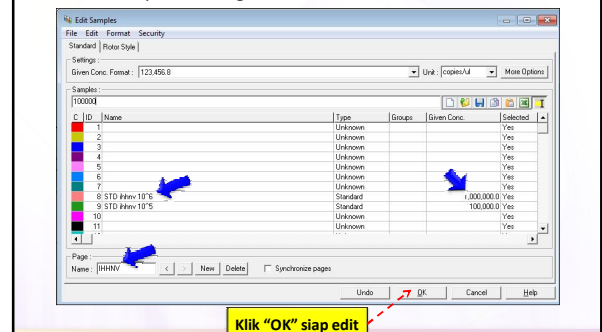 Edit Samples
File Edit Format Security
Standard Rotor Style
Settings:
Given Conc. Format: 123,456.8 Unit: copies/ul More Options
Samples:
100000
C ID Name Type Groups Given Conc. Selected
1 Unknown Yes
2 Unknown Yes
3 Unknown Yes
4 Unknown Yes
5 Unknown Yes
6 Unknown Yes
7 Unknown Yes
8 STD ihhnv 10^6 Standard ,000,000.0 Yes
9 STD ihhnv 10^5 Standard 100,000.0 Yes
10 Unknown Yes
11 Unknown Yes
Page:
Name: IHHNV < > New Delete Synchronize pages
Undo OK Cancel Help
Klik “OK” siap edit